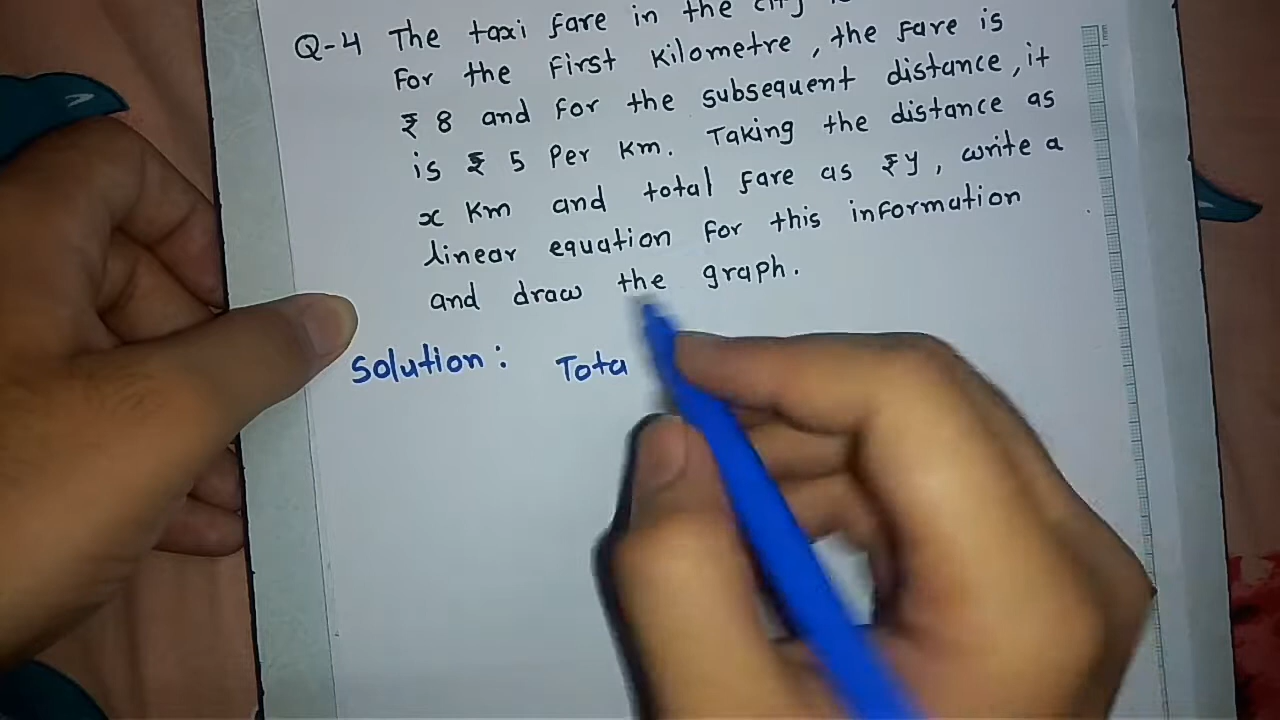 Q-4 The taxi fare in the city
For the First Kilometre, the fare is
₹ 8 and for the subsequent distance, it
is ₹ 5 Per Km. Taking the distance as
x Km and total fare as ₹y, write a
linear equation for this information
and draw the graph.
Solution: Tota